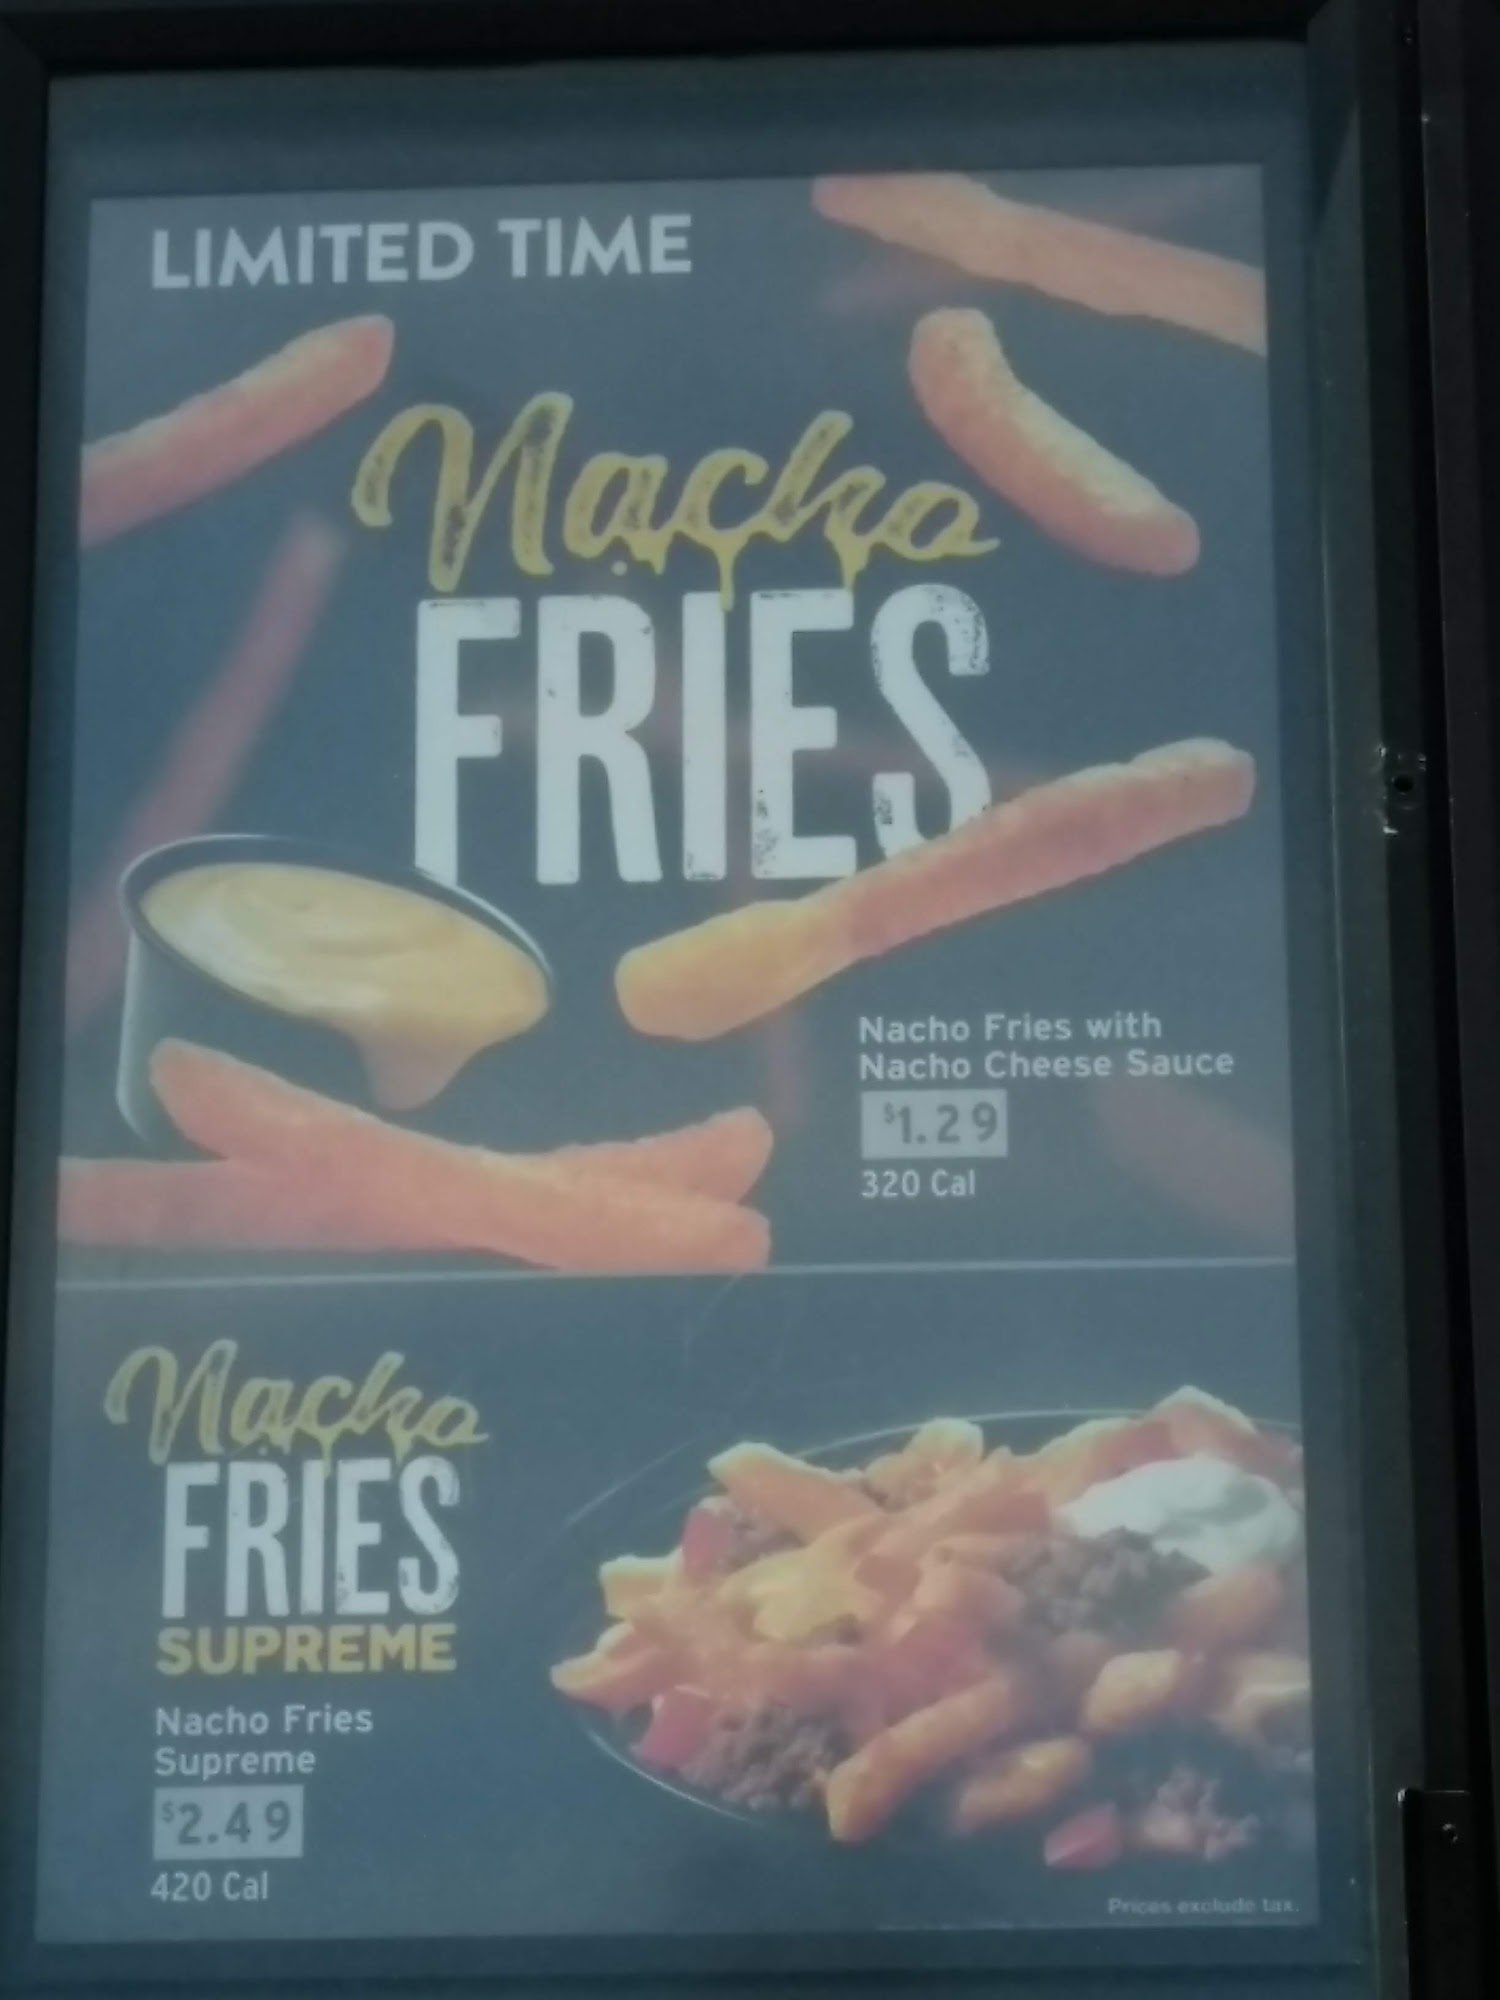 LIMITED TIME
Nacho
FRIES
Nacho Fries with
Nacho Cheese Sauce
$1.29
320 Cal
Nacho
FRIES
SUPREME
Nacho Fries
Supreme
$2.49
420 Cal
Prices exclude tax.